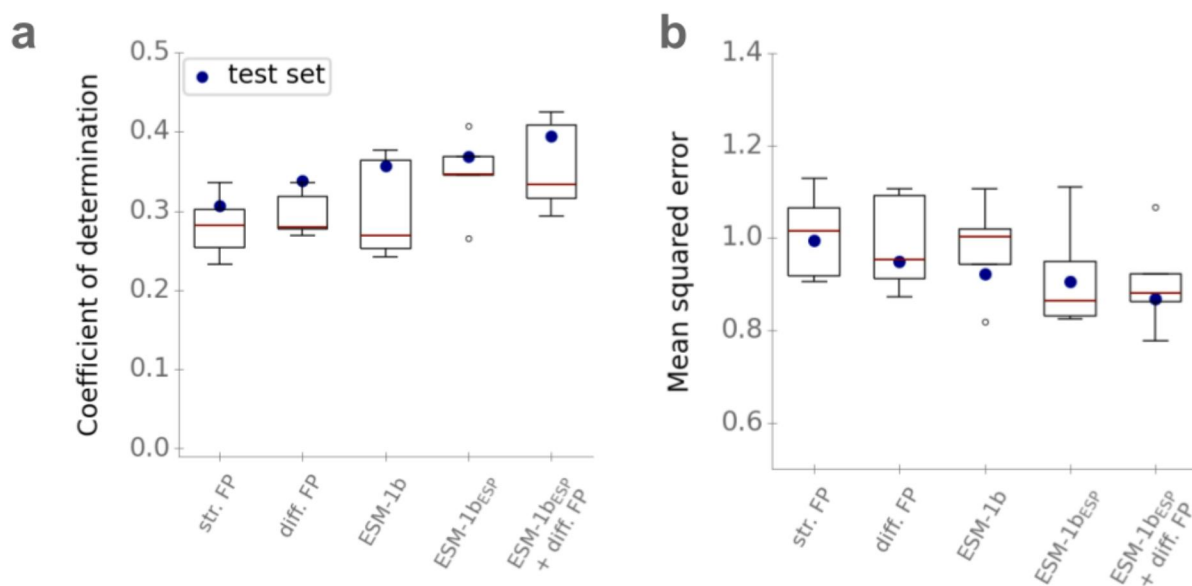 a
Coefficient of determination
0.5
0.4
0.3
0.2
0.1
0.0
test set
str. FP
diff. FP
ESM-1b
ESM-1bESP
ESM-1bESP
+ diff. FP
b
Mean squared error
1.4
1.2
1.0
0.8
0.6
str. FP
diff. FP
ESM-1b
ESM-1bESP
ESM-1bESP
+ diff. FP